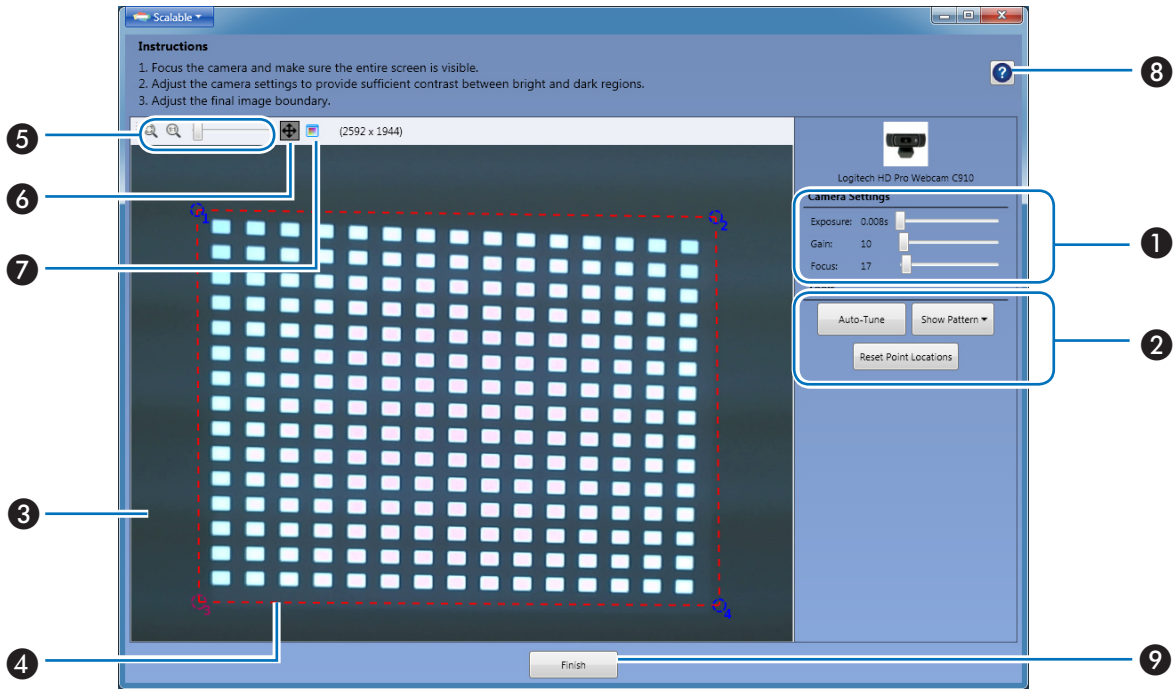 Scalable
Instructions
1. Focus the camera and make sure the entire screen is visible.
2. Adjust the camera settings to provide sufficient contrast between bright and dark regions.
3. Adjust the final image boundary.
?
8
5
(2592 x 1944)
6
7
Logitech HD Pro Webcam C910
Camera Settings
Exposure: 0.008s
Gain: 10
Focus: 17
1
1
2
Auto-Tune
Show Pattern
2
Reset Point Locations
3
3
4
4
Finish
9